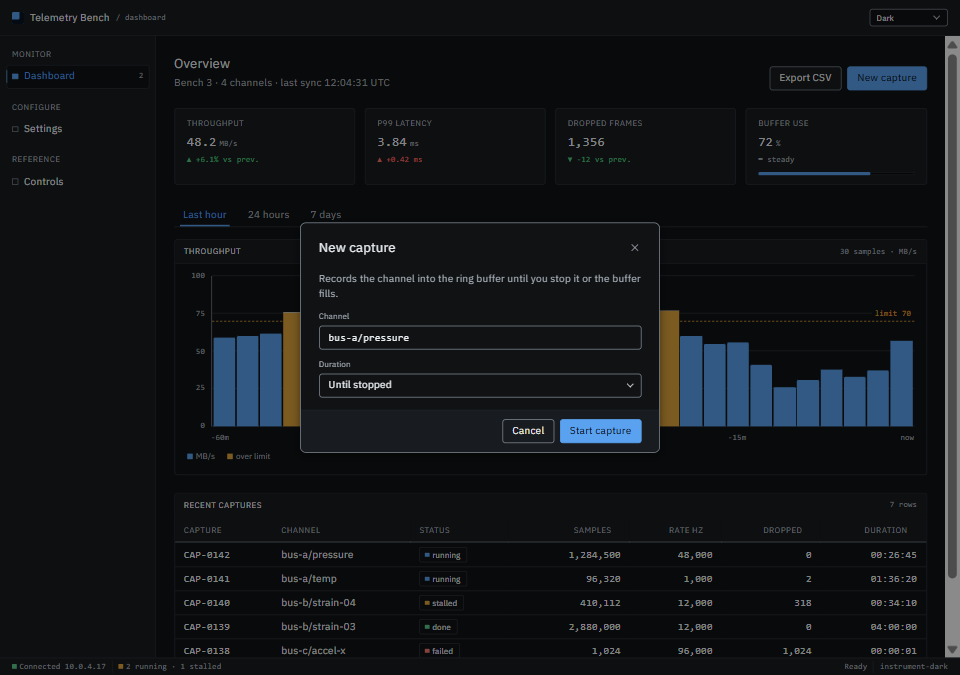 Telemetry Bench / dashboard
Dark
MONITOR
Dashboard 2
CONFIGURE
Settings
REFERENCE
Controls
Overview
Bench 3 · 4 channels · last sync 12:04:31 UTC
Export CSV
New capture
THROUGHPUT
48.2 MB/s
▲ +6.1% vs prev.
P99 LATENCY
3.84 ms
▲ +0.42 ms
DROPPED FRAMES
1,356
▼ -12 vs prev.
BUFFER USE
72 %
━ steady
Last hour 24 hours 7 days
THROUGHPUT
30 samples · MB/s
100
75
50
25
0
limit 70
-60m
-15m
now
MB/s
over limit
New capture
Records the channel into the ring buffer until you stop it or the buffer
fills.
Channel
bus-a/pressure
Duration
Until stopped
Cancel
Start capture
RECENT CAPTURES 7 rows
CAPTURE CHANNEL STATUS SAMPLES RATE HZ DROPPED DURATION
CAP-0142 bus-a/pressure running 1,284,500 48,000 0 00:26:45
CAP-0141 bus-a/temp running 96,320 1,000 2 01:36:20
CAP-0140 bus-b/strain-04 stalled 410,112 12,000 318 00:34:10
CAP-0139 bus-b/strain-03 done 2,880,000 12,000 0 04:00:00
CAP-0138 bus-c/accel-x failed 1,024 96,000 1,024 00:00:01
Connected 10.0.4.17 2 running · 1 stalled Ready instrument-dark